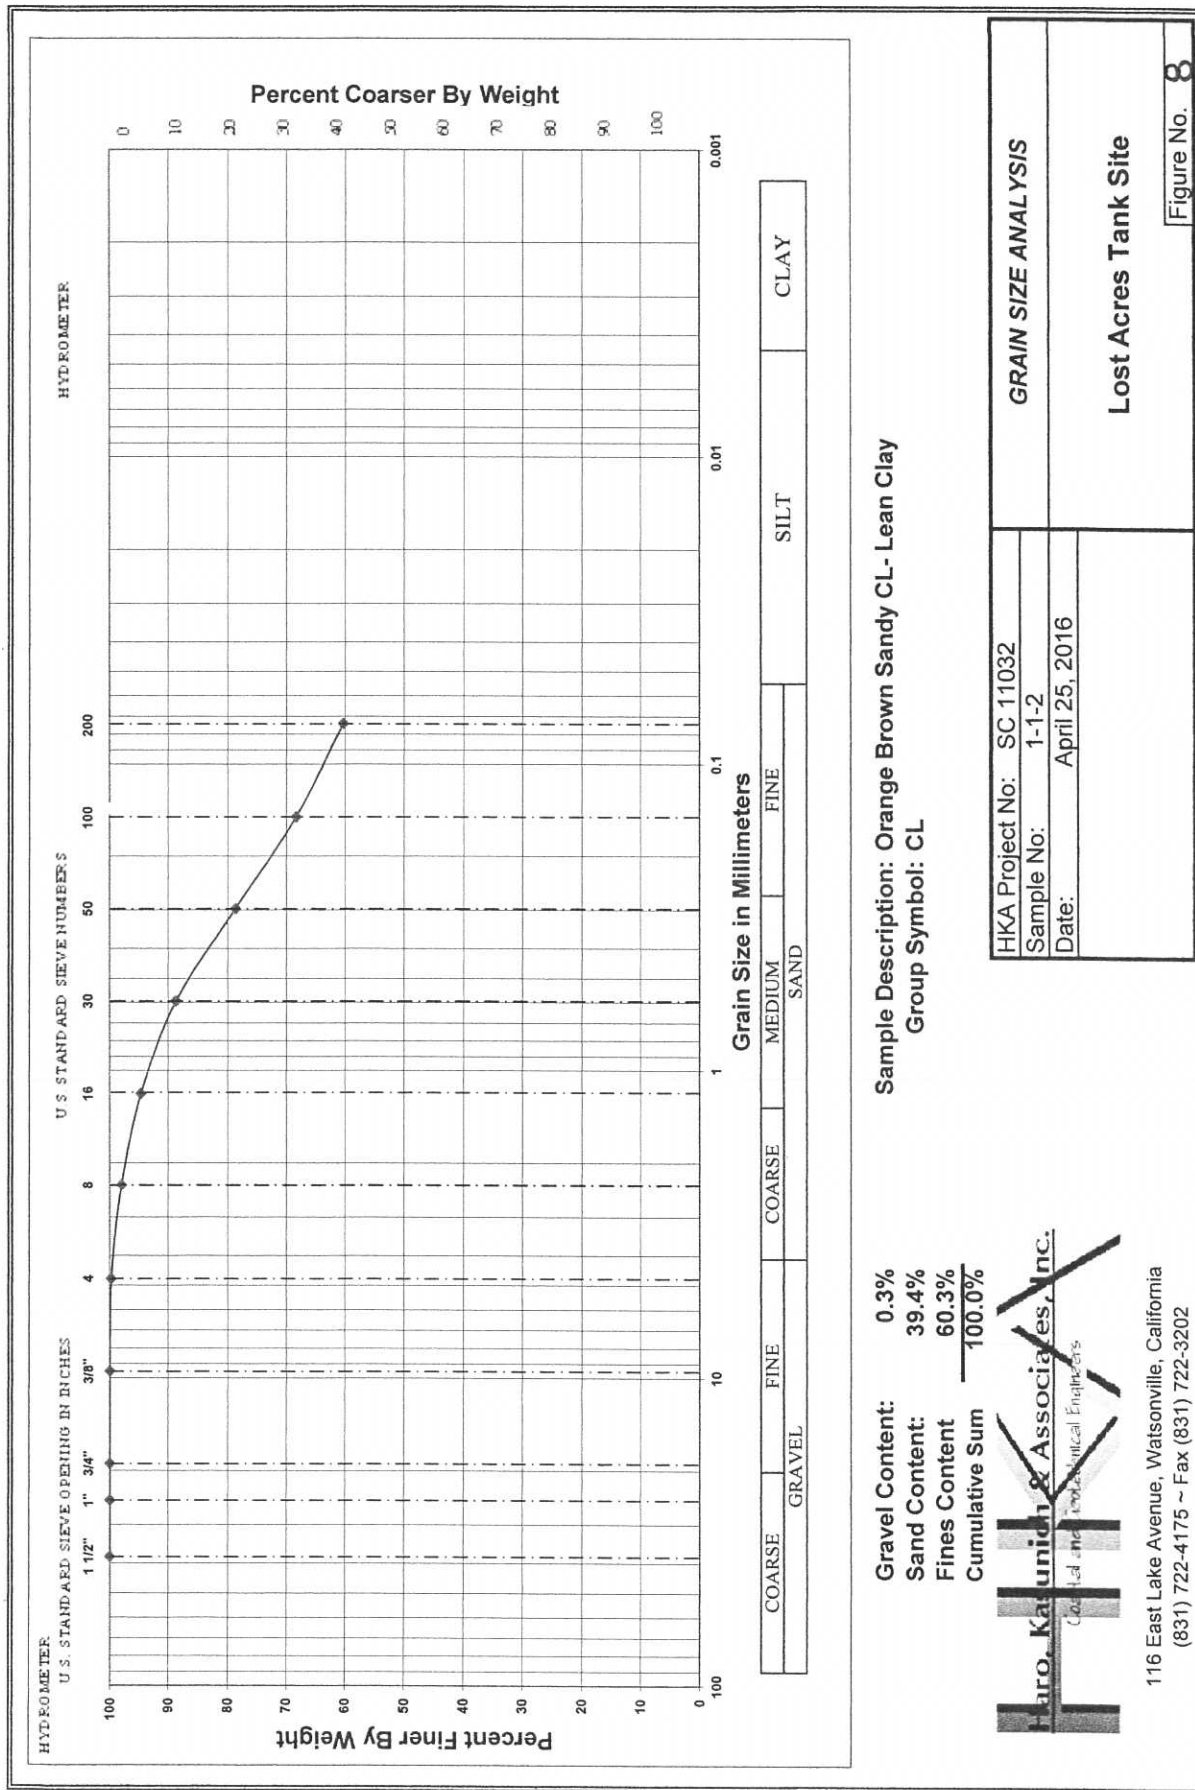 HYDROMETER
U.S. STANDARD SIEVE OPENING IN INCHES
US STANDARD SIEVE NUMBERS
HYDROMETER
1 1/2" 1" 3/4" 3/8" 4 8 16 30 50 100 200
Percent Finer By Weight
100
90
80
70
60
50
40
30
20
10
0
Percent Coarser By Weight
0
10
20
30
40
50
60
70
80
90
100
100 10 1 0.1 0.01 0.001
Grain Size in Millimeters
COARSE FINE COARSE MEDIUM FINE SILT CLAY
GRAVEL SAND
Gravel Content: 0.3%
Sand Content: 39.4%
Fines Content 60.3%
Cumulative Sum 100.0%
Sample Description: Orange Brown Sandy CL- Lean Clay
Group Symbol: CL
Haro, Kasunich & Associates, Inc.
Coastal and Geotechnical Engineers
116 East Lake Avenue, Watsonville, California
(831) 722-4175 ~ Fax (831) 722-3202
HKA Project No: SC 11032
Sample No: 1-1-2
Date: April 25, 2016
GRAIN SIZE ANALYSIS
Lost Acres Tank Site
Figure No. 8